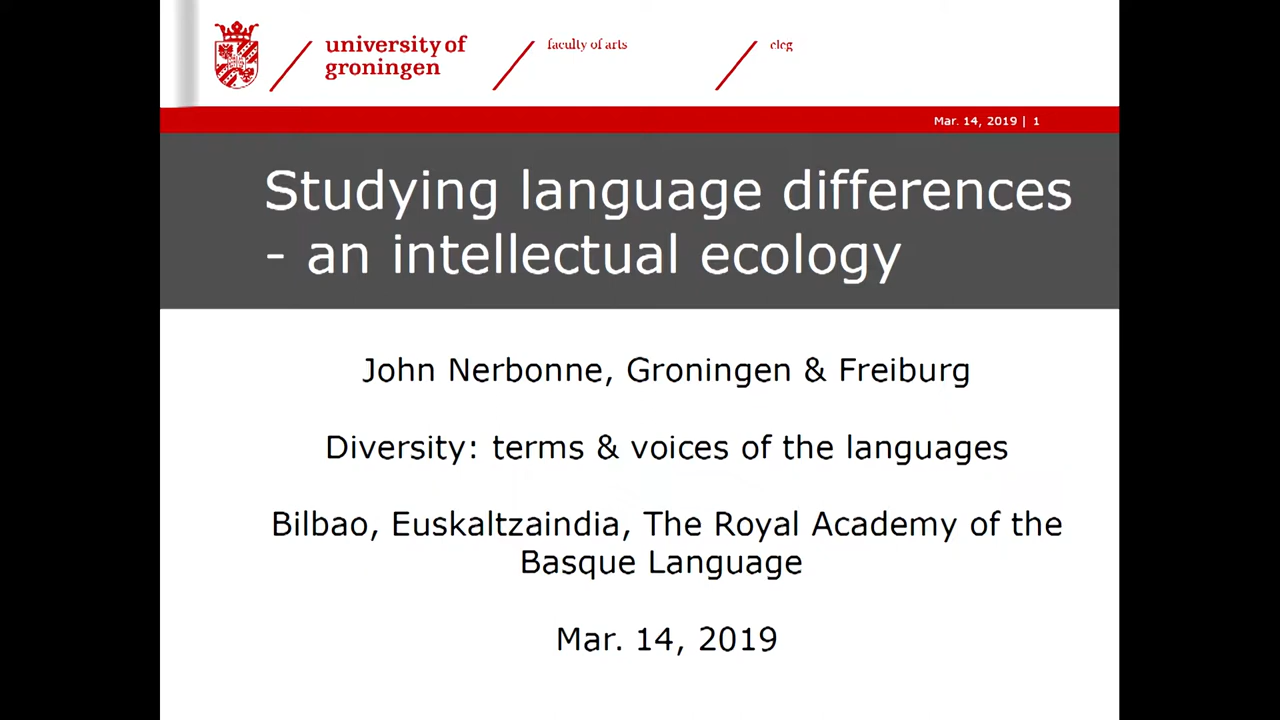 university of
groningen
faculty of arts
clcg
Mar. 14, 2019 | 1
Studying language differences
- an intellectual ecology
John Nerbonne, Groningen & Freiburg
Diversity: terms & voices of the languages
Bilbao, Euskaltzaindia, The Royal Academy of the
Basque Language
Mar. 14, 2019